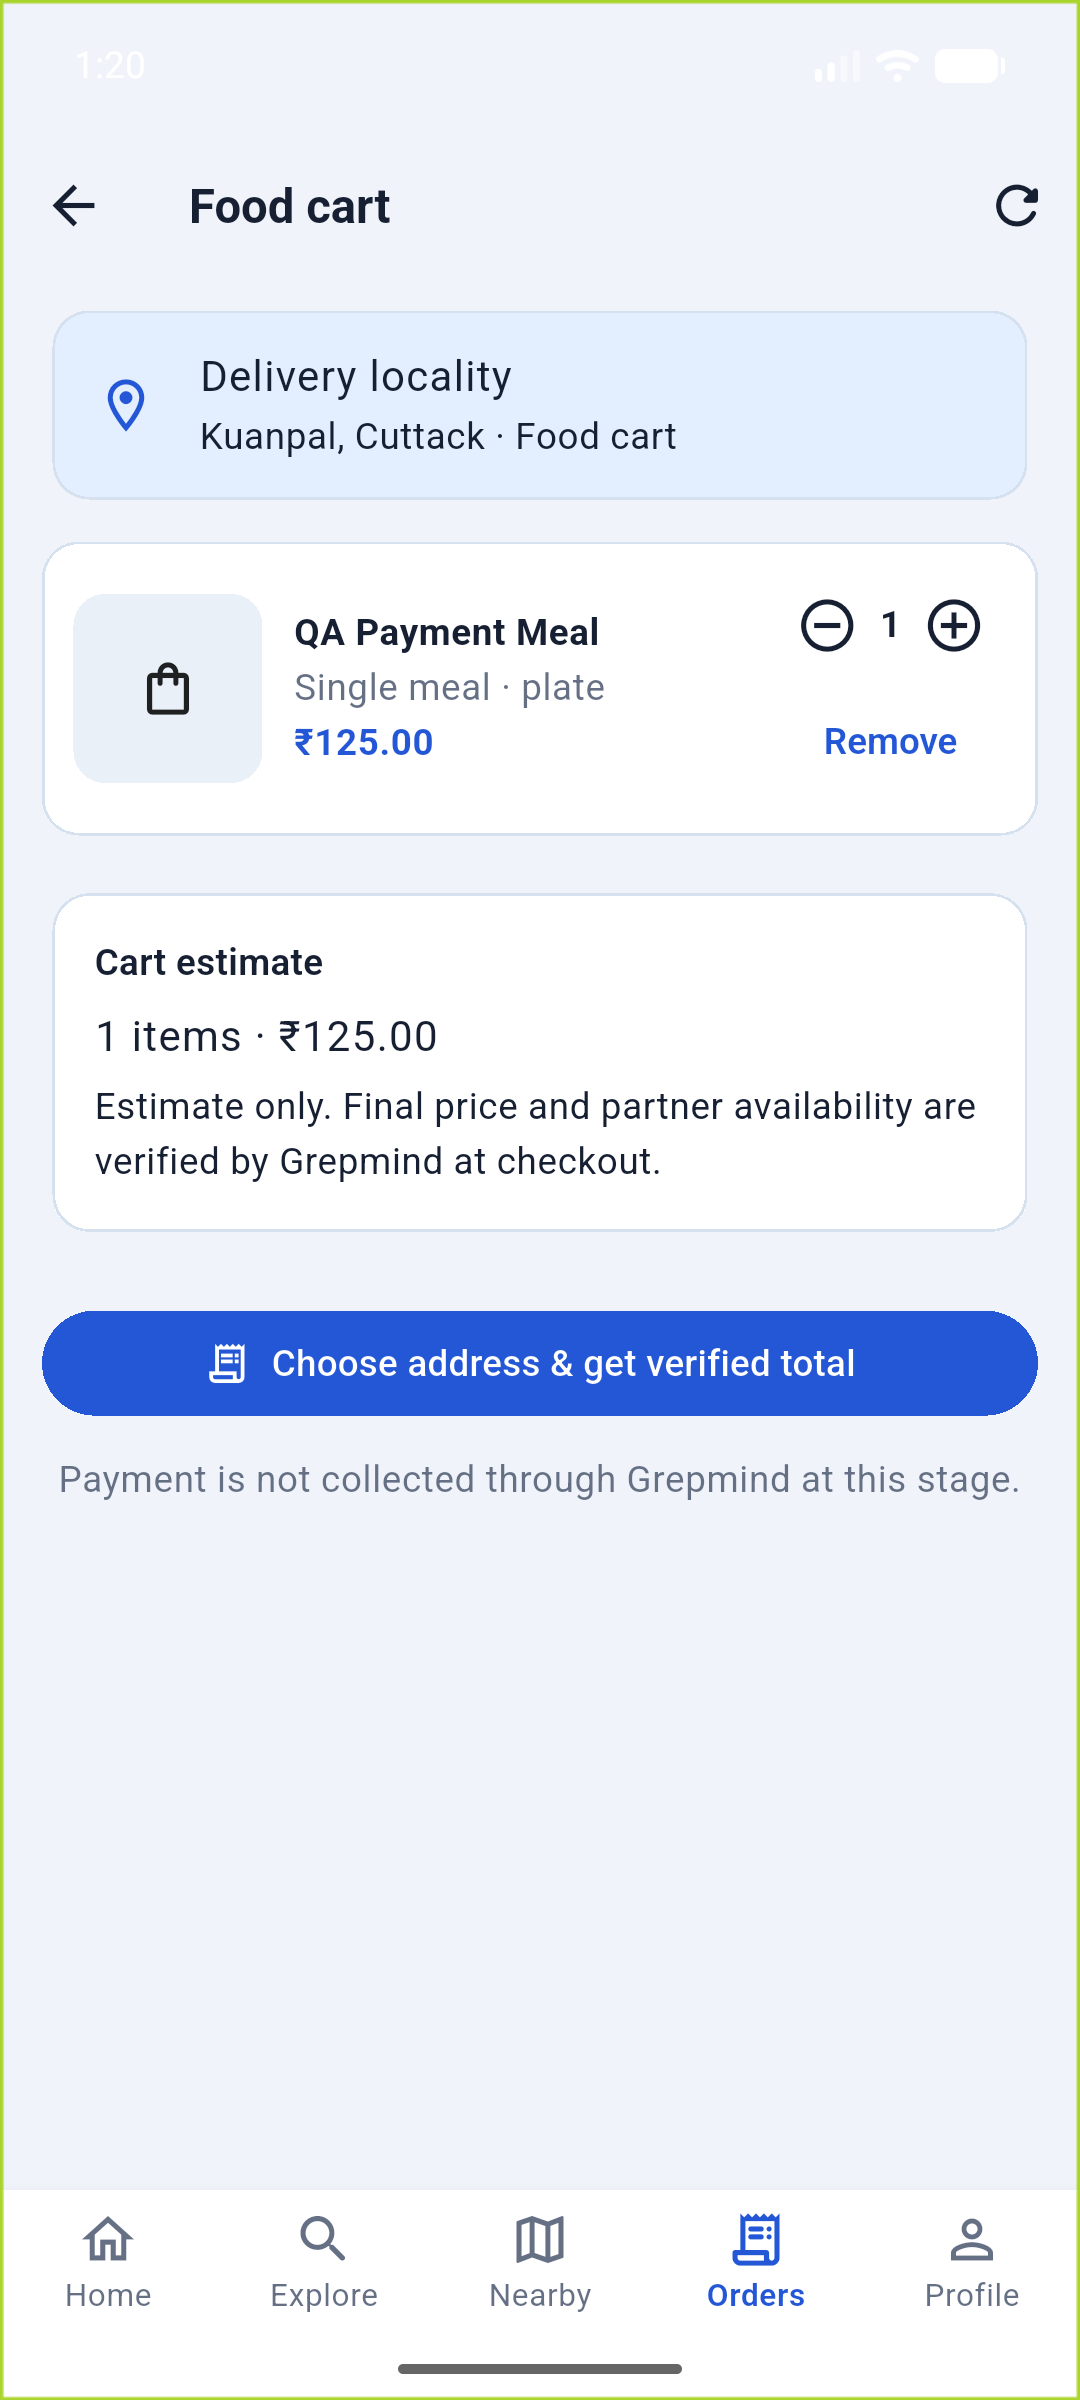 1:20
Food cart
Delivery locality
Kuanpal, Cuttack · Food cart
QA Payment Meal
1
Single meal · plate
₹125.00
Remove
Cart estimate
1 items · ₹125.00
Estimate only. Final price and partner availability are
verified by Grepmind at checkout.
Choose address & get verified total
Payment is not collected through Grepmind at this stage.
Home
Explore
Nearby
Orders
Profile